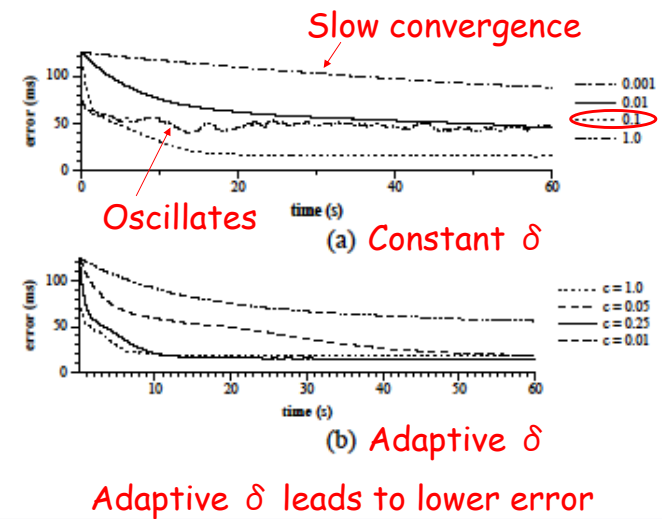 Slow convergence
error (ms)
100
50
0
0.001
0.01
0.1
1.0
0 20 40 60
Oscillates
time (s)
(a) Constant δ
error (ms)
100
50
0
c = 1.0
c = 0.05
c = 0.25
c = 0.01
10 20 30 40 50 60
time (s)
(b) Adaptive δ
Adaptive δ leads to lower error